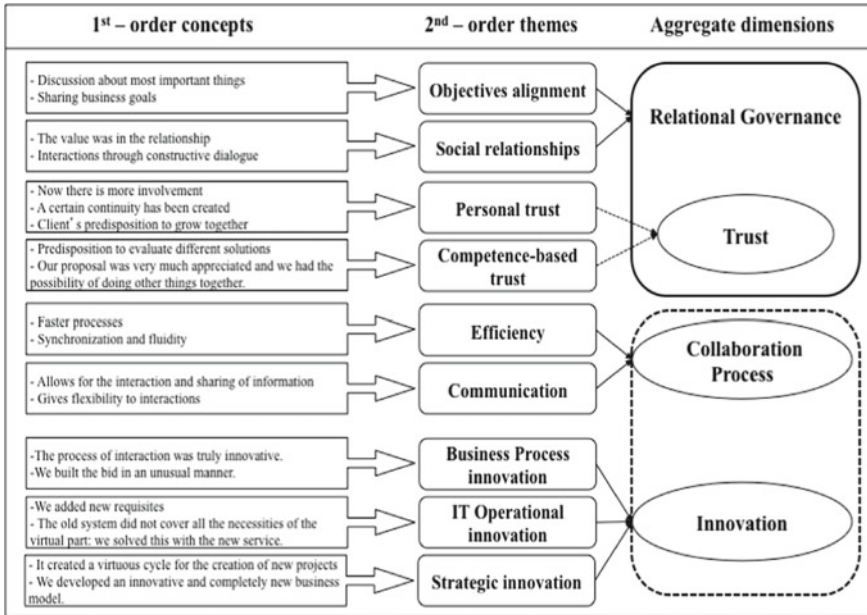 1st – order concepts
2nd – order themes
Aggregate dimensions
- Discussion about most important things
- Sharing business goals
Objectives alignment
- The value was in the relationship
- Interactions through constructive dialogue
Social relationships
Relational Governance
- Now there is more involvement
- A certain continuity has been created
- Client's predisposition to grow together
Personal trust
- Predisposition to evaluate different solutions
- Our proposal was very much appreciated and we had the
possibility of doing other things together.
Competence-based
trust
Trust
- Faster processes
- Synchronization and fluidity
Efficiency
- Allows for the interaction and sharing of information
- Gives flexibility to interactions
Communication
Collaboration
Process
-The process of interaction was truly innovative.
-We built the bid in an unusual manner.
Business Process
innovation
-We added new requisites
- The old system did not cover all the necessities of the
virtual part: we solved this with the new service.
IT Operational
innovation
Innovation
- It created a virtuous cycle for the creation of new projects
- We developed an innovative and completely new business
model.
Strategic innovation